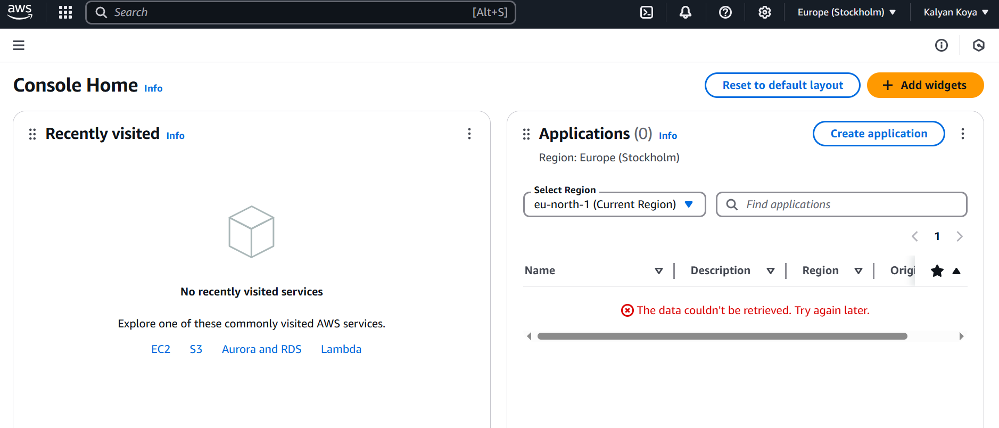 aws
Search [Alt+S]
Europe (Stockholm)
Kalyan Koya
Console Home Info
Reset to default layout
+ Add widgets
Recently visited Info
No recently visited services
Explore one of these commonly visited AWS services.
EC2 S3 Aurora and RDS Lambda
Applications (0) Info
Create application
Region: Europe (Stockholm)
Select Region
eu-north-1 (Current Region)
Find applications
1
Name Description Region Origi
The data couldn't be retrieved. Try again later.